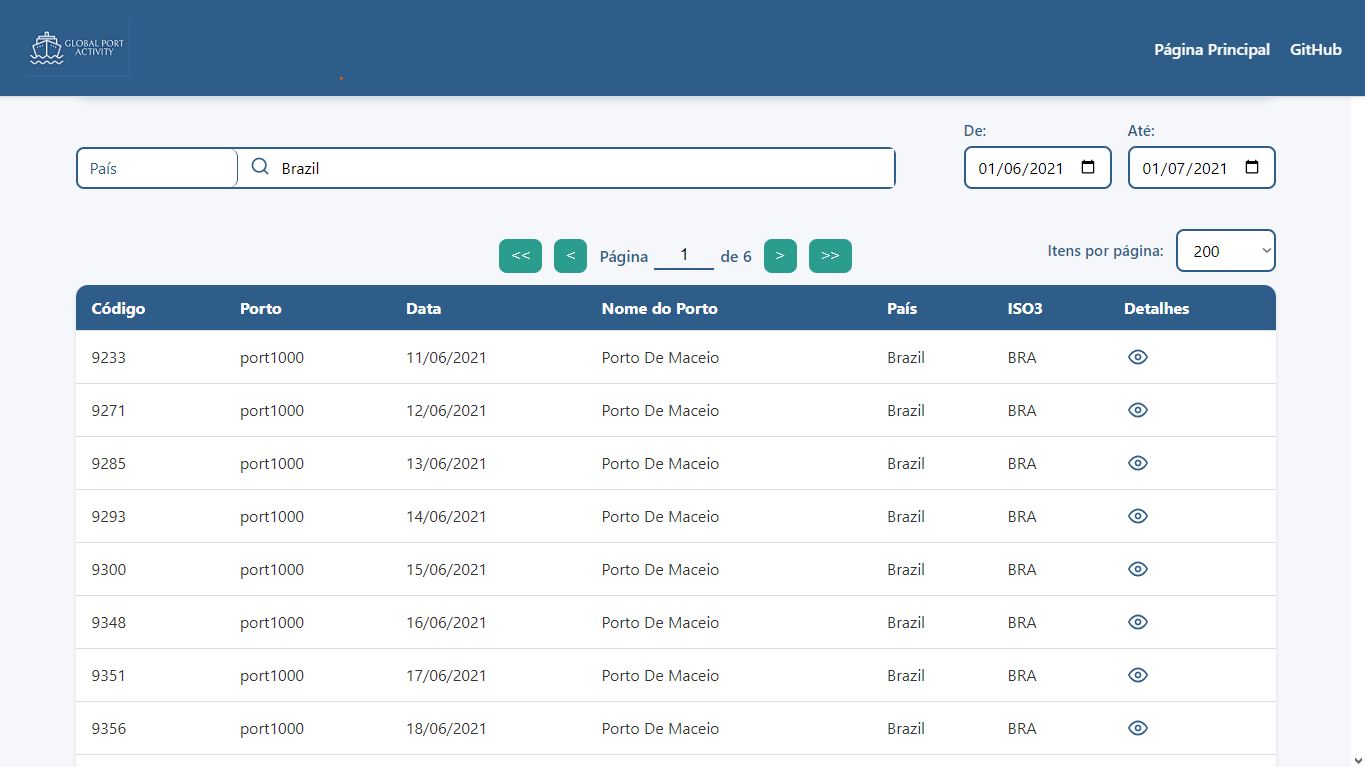 GLOBAL PORT
ACTIVITY
Página Principal GitHub
De: Até:
País Brazil 01/06/2021 01/07/2021
<< < Página 1 de 6 > >> Itens por página: 200
Código Porto Data Nome do Porto País ISO3 Detalhes
9233 port1000 11/06/2021 Porto De Maceio Brazil BRA
9271 port1000 12/06/2021 Porto De Maceio Brazil BRA
9285 port1000 13/06/2021 Porto De Maceio Brazil BRA
9293 port1000 14/06/2021 Porto De Maceio Brazil BRA
9300 port1000 15/06/2021 Porto De Maceio Brazil BRA
9348 port1000 16/06/2021 Porto De Maceio Brazil BRA
9351 port1000 17/06/2021 Porto De Maceio Brazil BRA
9356 port1000 18/06/2021 Porto De Maceio Brazil BRA